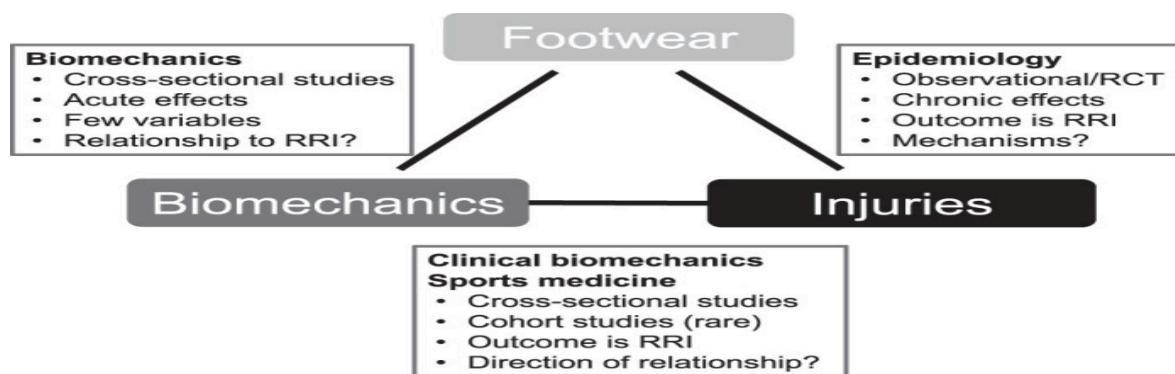 Footwear
Biomechanics
• Cross-sectional studies
• Acute effects
• Few variables
• Relationship to RRI?
Epidemiology
• Observational/RCT
• Chronic effects
• Outcome is RRI
• Mechanisms?
Biomechanics
Injuries
Clinical biomechanics
Sports medicine
• Cross-sectional studies
• Cohort studies (rare)
• Outcome is RRI
• Direction of relationship?